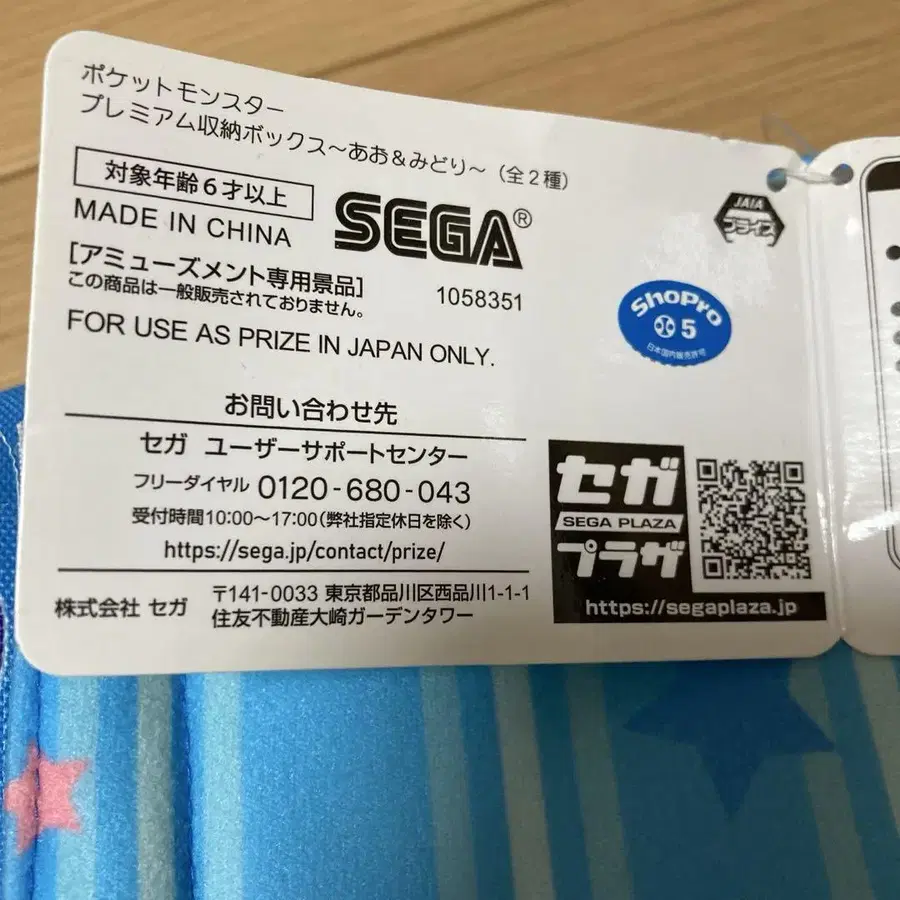 ポケットモンスター
プレミアム収納ボックス～あお&みどり～（全2種）
対象年齢6才以上
MADE IN CHINA
SEGA®
JAIA
プライズ
[アミューズメント専用景品]
この商品は一般販売されておりません。
1058351
ShoPro
5
日本国内販売許可
FOR USE AS PRIZE IN JAPAN ONLY.
お問い合わせ先
セガ ユーザーサポートセンター
フリーダイヤル 0120-680-043
受付時間10:00～17:00(弊社指定休日を除く)
https://sega.jp/contact/prize/
株式会社 セガ
〒141-0033 東京都品川区西品川1-1-1
住友不動産大崎ガーデンタワー
セガ
SEGA PLAZA
プラザ
https://segaplaza.jp